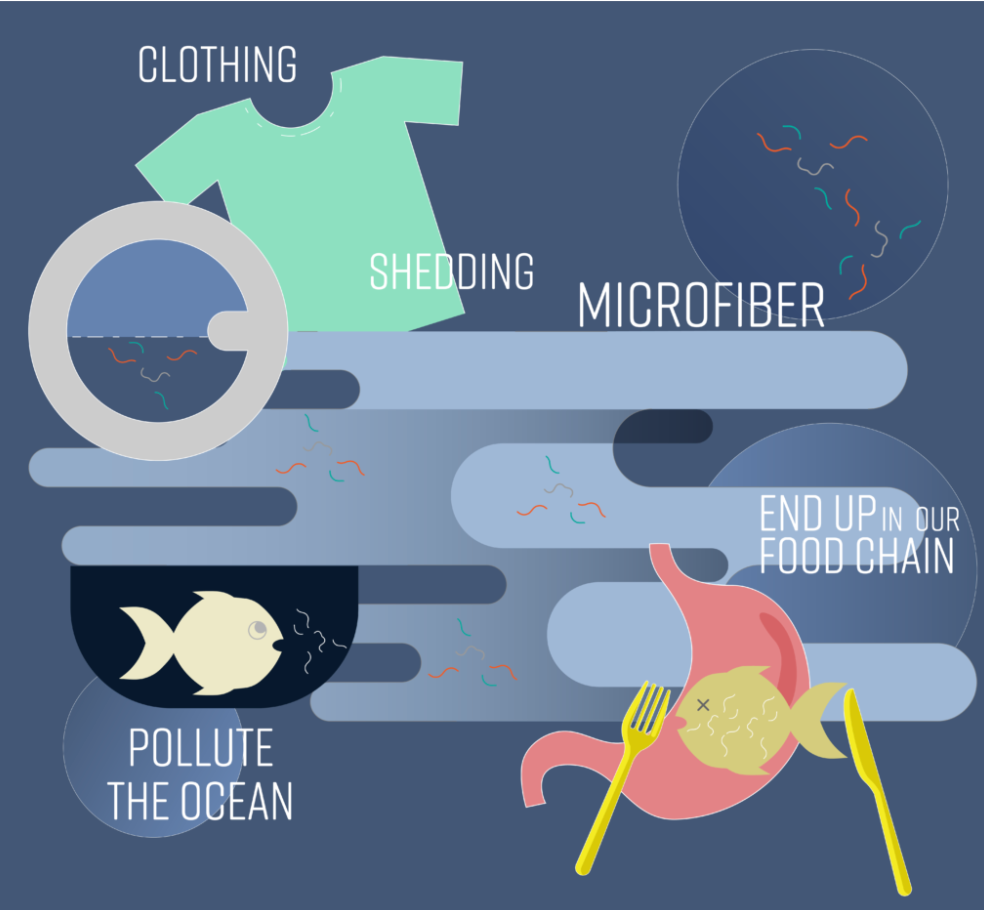 CLOTHING
SHEDDING
MICROFIBER
END UP IN OUR
FOOD CHAIN
POLLUTE
THE OCEAN